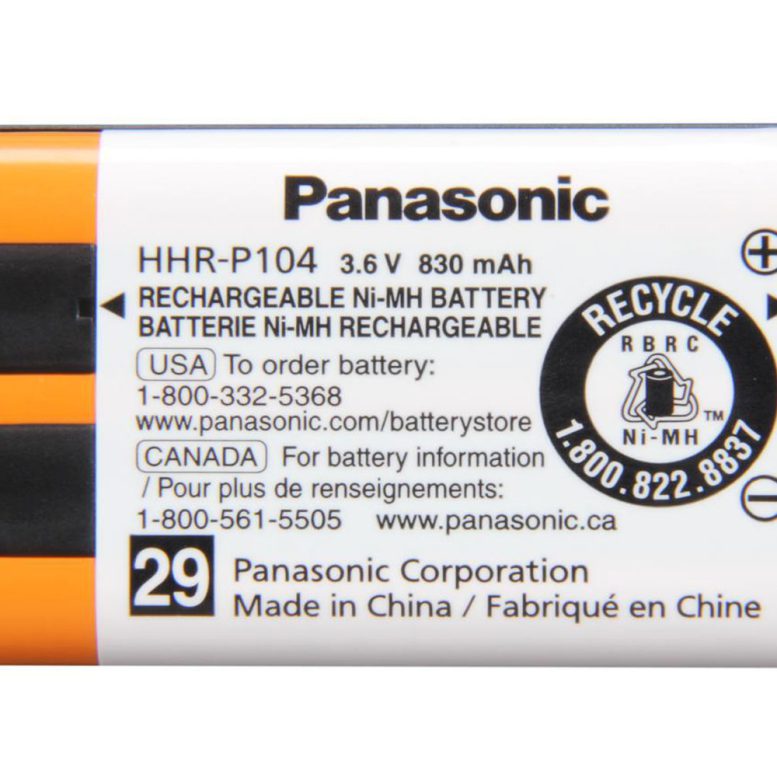 Panasonic
HHR-P104 3.6 V 830 mAh
RECHARGEABLE Ni-MH BATTERY
BATTERIE Ni-MH RECHARGEABLE
USA To order battery:
1-800-332-5368
www.panasonic.com/batterystore
CANADA For battery information
/ Pour plus de renseignements:
1-800-561-5505 www.panasonic.ca
29 Panasonic Corporation
Made in China / Fabriqué en Chine
RECYCLE
RBRC
Ni-MH ™
1.800.822.8837
+
−